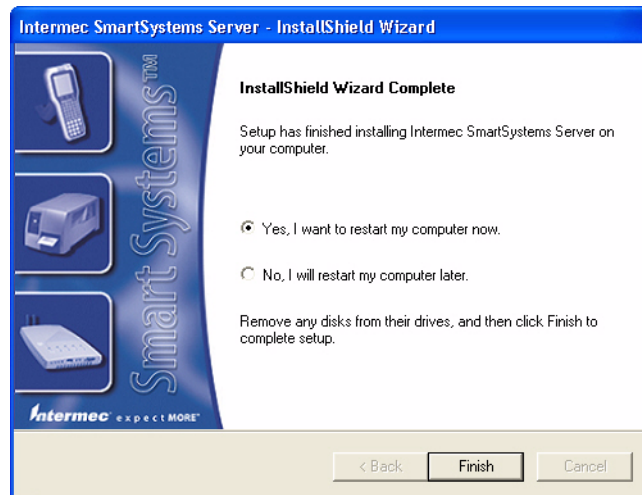 Intermec SmartSystems Server - InstallShield Wizard
Smart Systems™
InstallShield Wizard Complete
Setup has finished installing Intermec SmartSystems Server on
your computer.
Yes, I want to restart my computer now.
No, I will restart my computer later.
Remove any disks from their drives, and then click Finish to
complete setup.
Intermec expect MORE™
< Back
Finish
Cancel